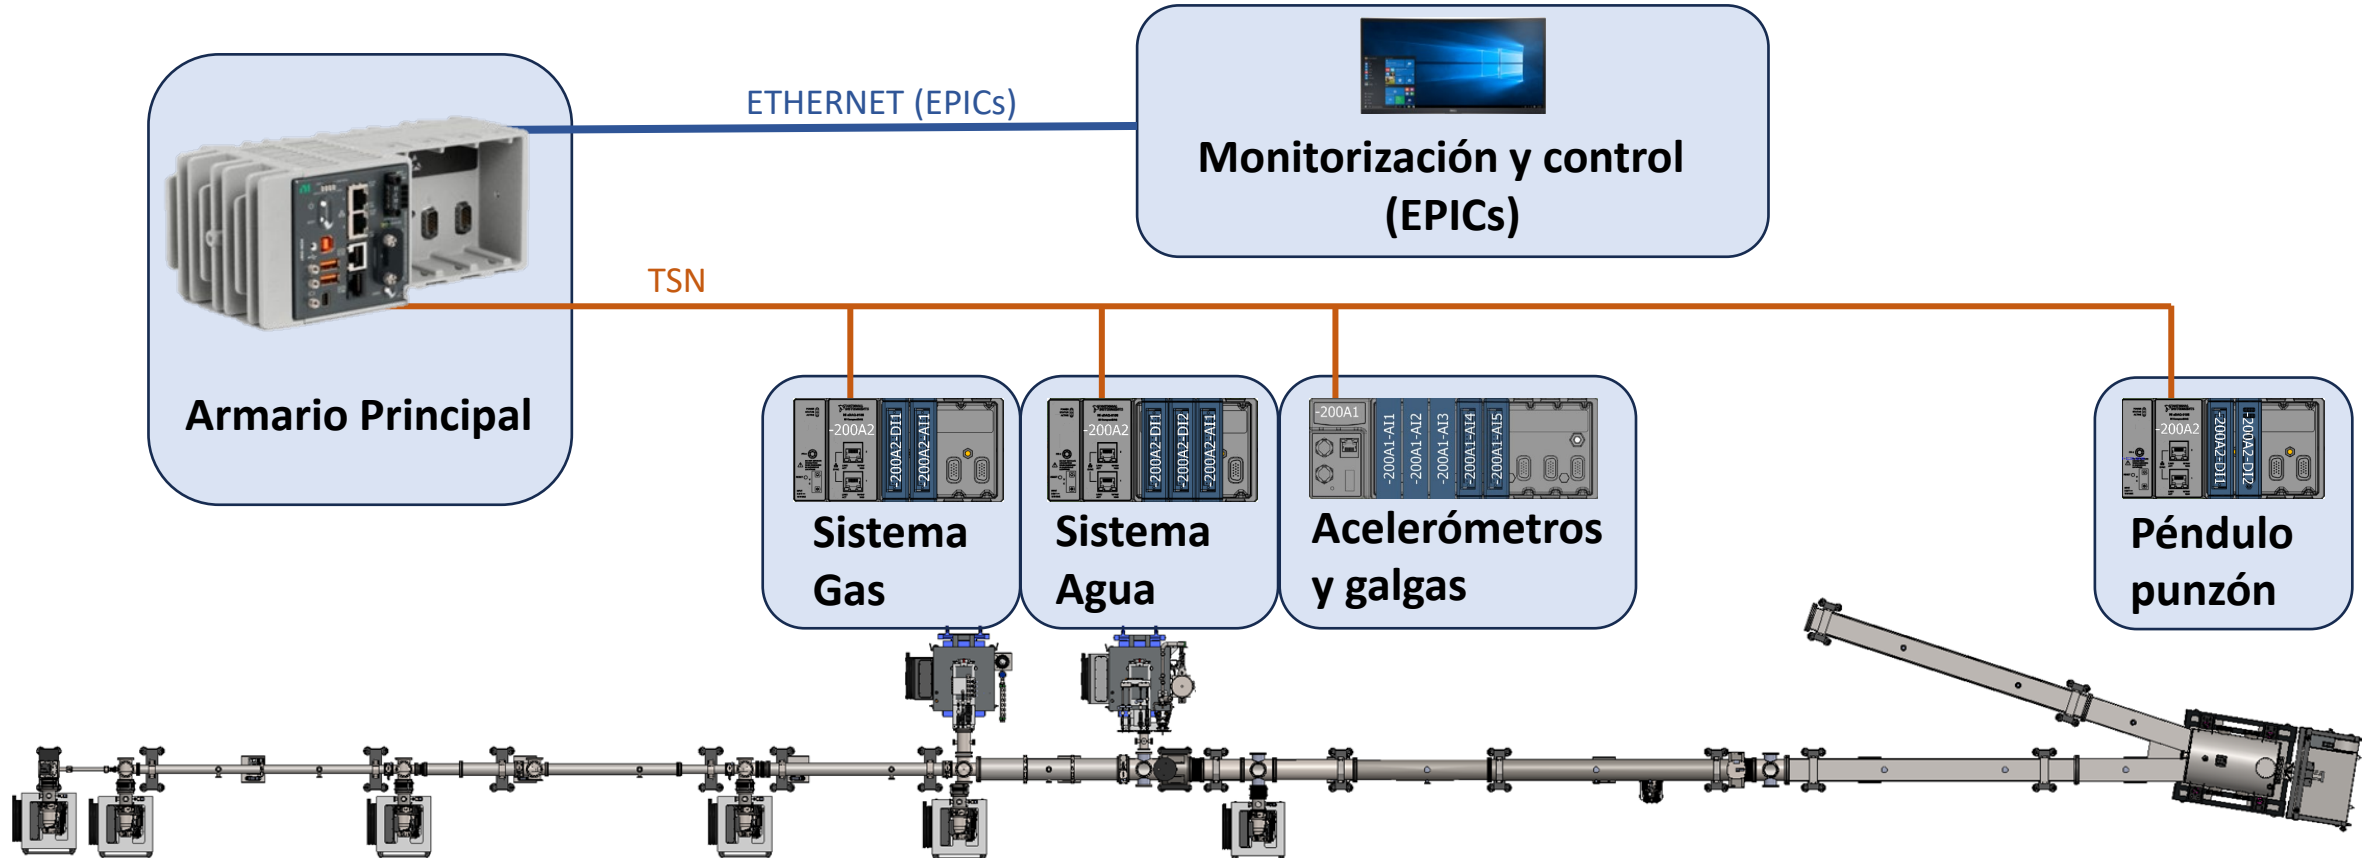 ETHERNET (EPICs)
Monitorización y control
(EPICs)
TSN
Armario Principal
-200A2
-200A2-DI1
-200A2-AI1
Sistema
Gas
-200A2
-200A2-DI1
-200A2-DI2
-200A2-AI1
Sistema
Agua
-200A1
-200A1-AI1
-200A1-AI2
-200A1-AI3
-200A1-AI4
-200A1-AI5
Acelerómetros
y galgas
-200A2
-200A2-DI1
-200A2-DI2
Péndulo
punzón